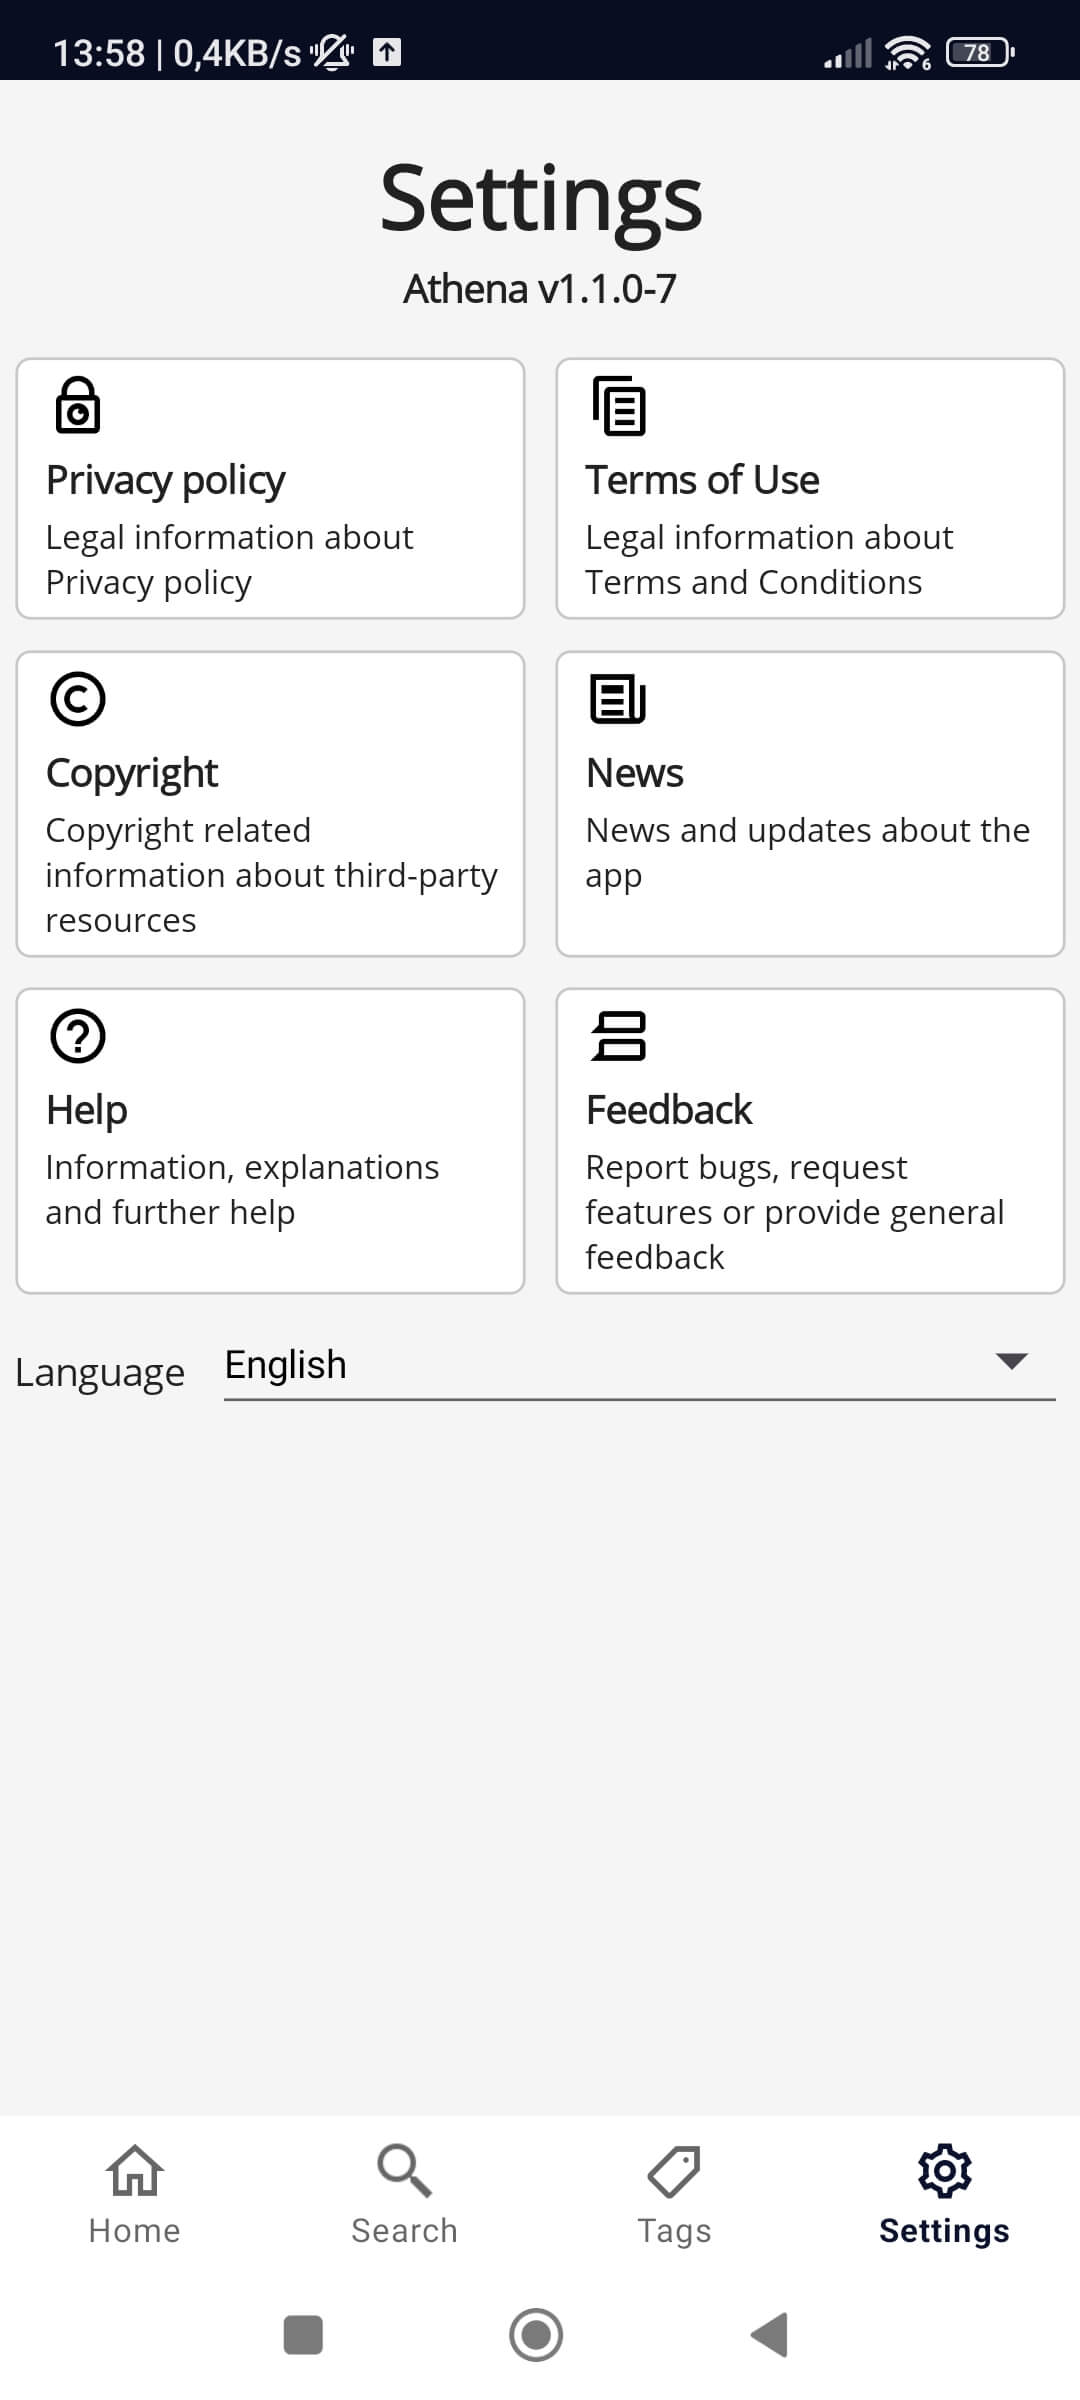 13:58 | 0,4KB/s
6
78
Settings
Athena v1.1.0-7
Privacy policy
Legal information about
Privacy policy
Terms of Use
Legal information about
Terms and Conditions
Copyright
Copyright related
information about third-party
resources
News
News and updates about the
app
Help
Information, explanations
and further help
Feedback
Report bugs, request
features or provide general
feedback
Language
English
Home
Search
Tags
Settings